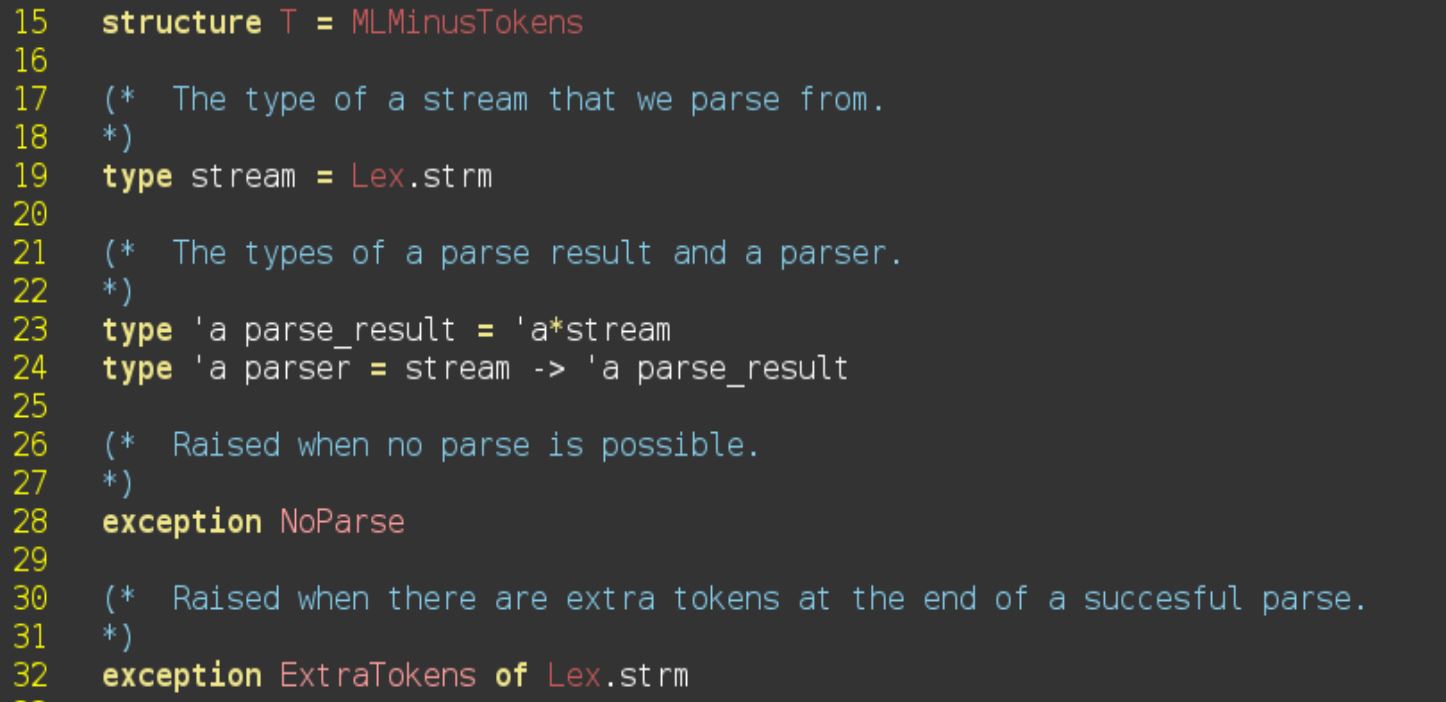 15 structure T = MLMinusTokens
16
17 (* The type of a stream that we parse from.
18 *)
19 type stream = Lex.strm
20
21 (* The types of a parse result and a parser.
22 *)
23 type 'a parse_result = 'a*stream
24 type 'a parser = stream -> 'a parse_result
25
26 (* Raised when no parse is possible.
27 *)
28 exception NoParse
29
30 (* Raised when there are extra tokens at the end of a succesful parse.
31 *)
32 exception ExtraTokens of Lex.strm